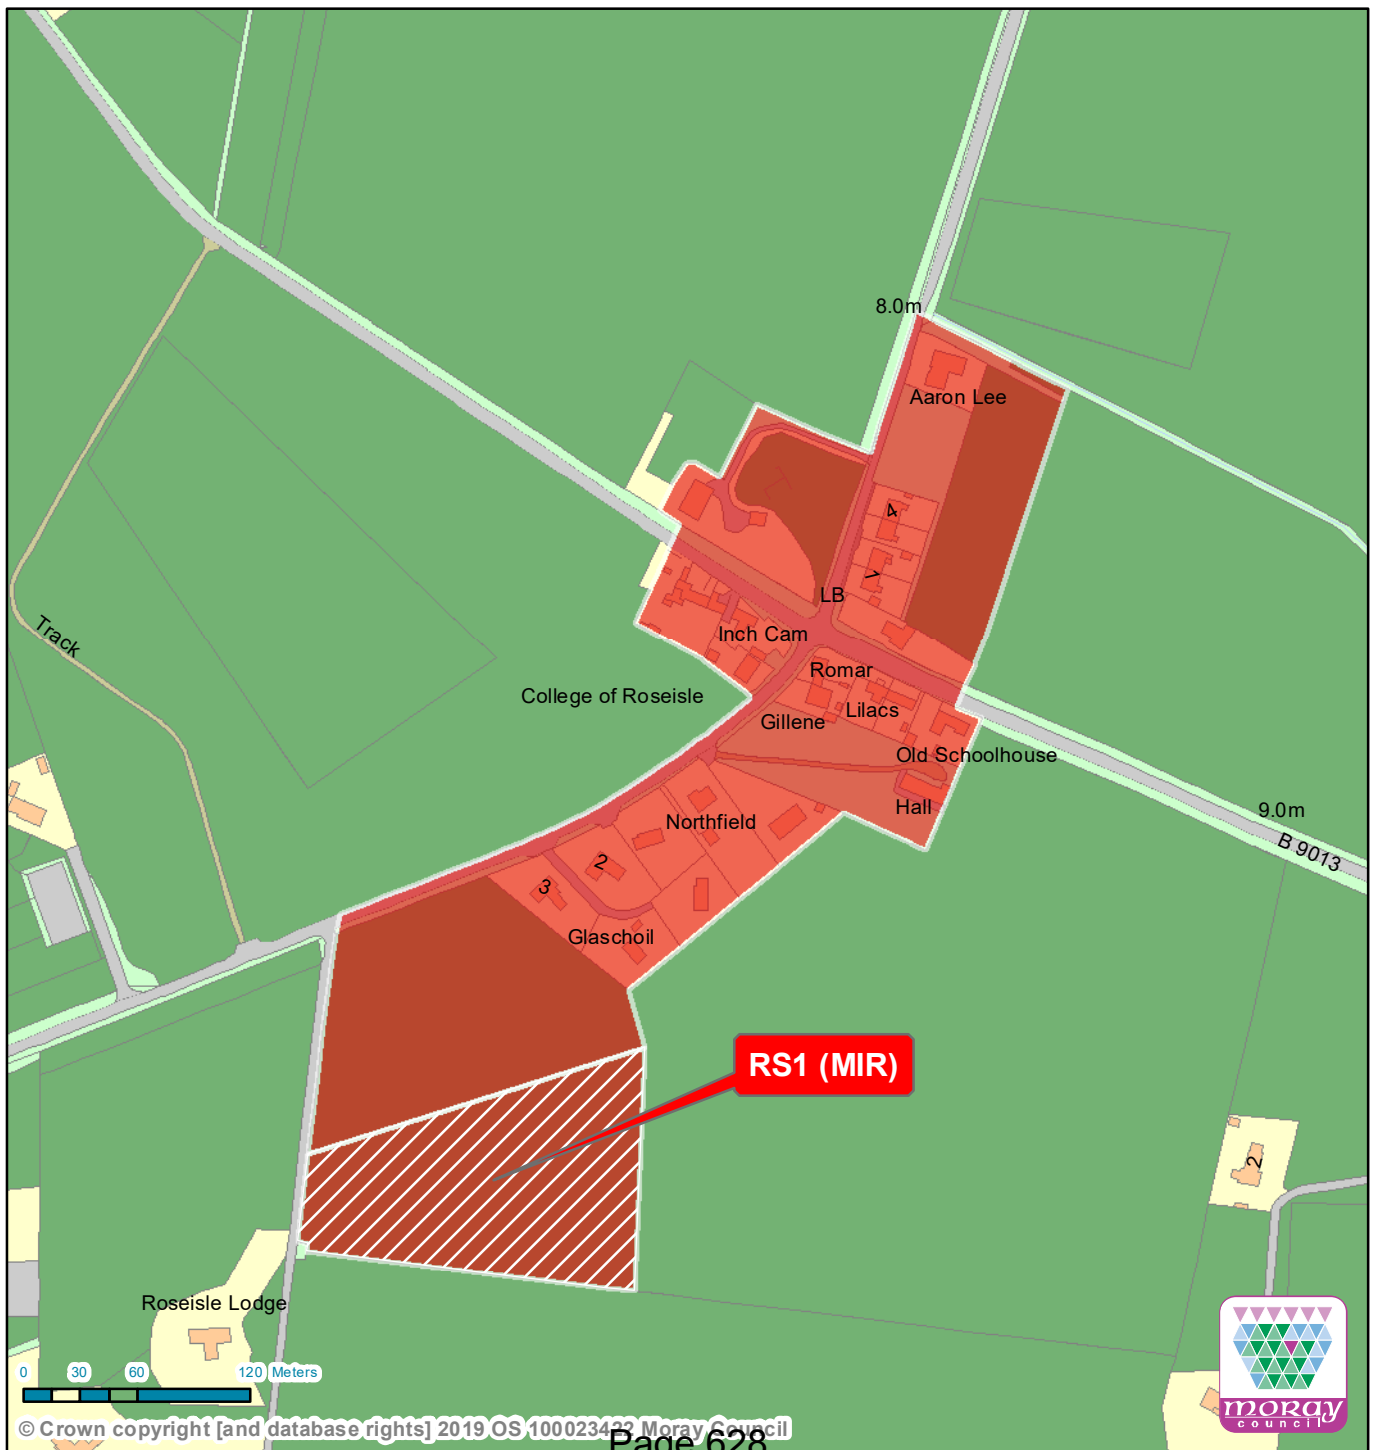 8.0m
Aaron Lee
4
1
LB
Track
Inch Cam
Romar
College of Roseisle
Lilacs
Gillene
Old Schoolhouse
Hall
9.0m
Northfield
B 9013
2
3
Glaschoil
RS1 (MIR)
2
Roseisle Lodge
0 30 60 120 Meters
moray
council
© Crown copyright [and database rights] 2019 OS 100023422 Moray Council
Page 628